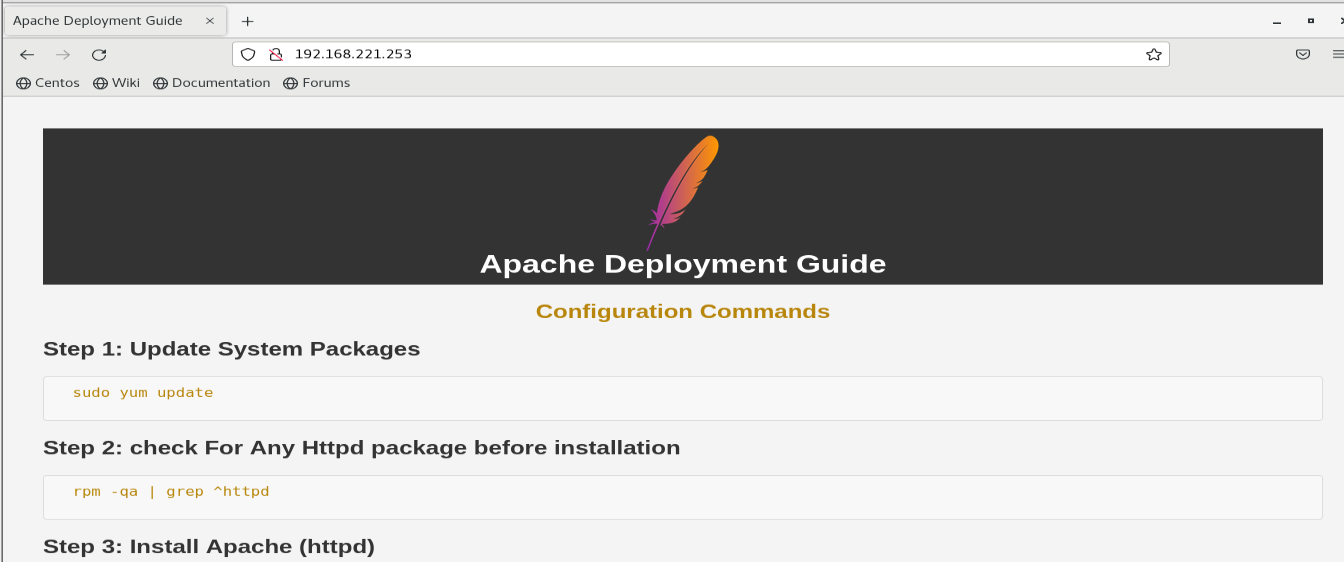 Apache Deployment Guide
192.168.221.253
Centos Wiki Documentation Forums
Apache Deployment Guide
Configuration Commands
Step 1: Update System Packages
sudo yum update
Step 2: check For Any Httpd package before installation
rpm -qa | grep ^httpd
Step 3: Install Apache (httpd)